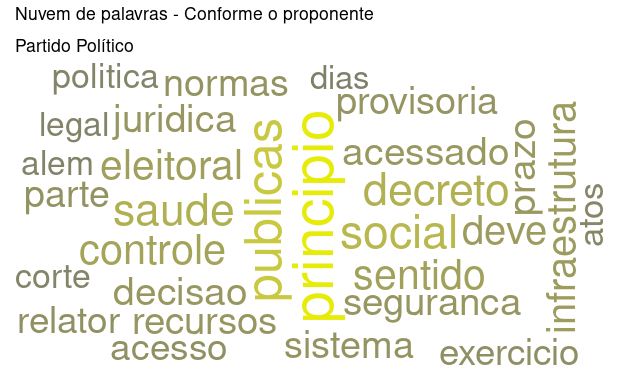 Nuvem de palavras - Conforme o proponente
Partido Político
politica
normas
dias
provisoria
legal
juridica
publicas
principio
prazo
infraestrutura
alem
eleitoral
acessado
parte
saude
decreto
atos
controle
social
deve
corte
decisao
sentido
seguranca
relator
recursos
acesso
sistema
exercicio